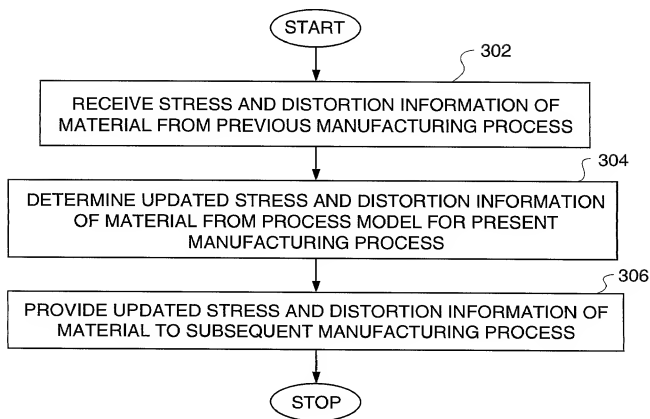 START
302
RECEIVE STRESS AND DISTORTION INFORMATION OF
MATERIAL FROM PREVIOUS MANUFACTURING PROCESS
304
DETERMINE UPDATED STRESS AND DISTORTION INFORMATION
OF MATERIAL FROM PROCESS MODEL FOR PRESENT
MANUFACTURING PROCESS
306
PROVIDE UPDATED STRESS AND DISTORTION INFORMATION OF
MATERIAL TO SUBSEQUENT MANUFACTURING PROCESS
STOP